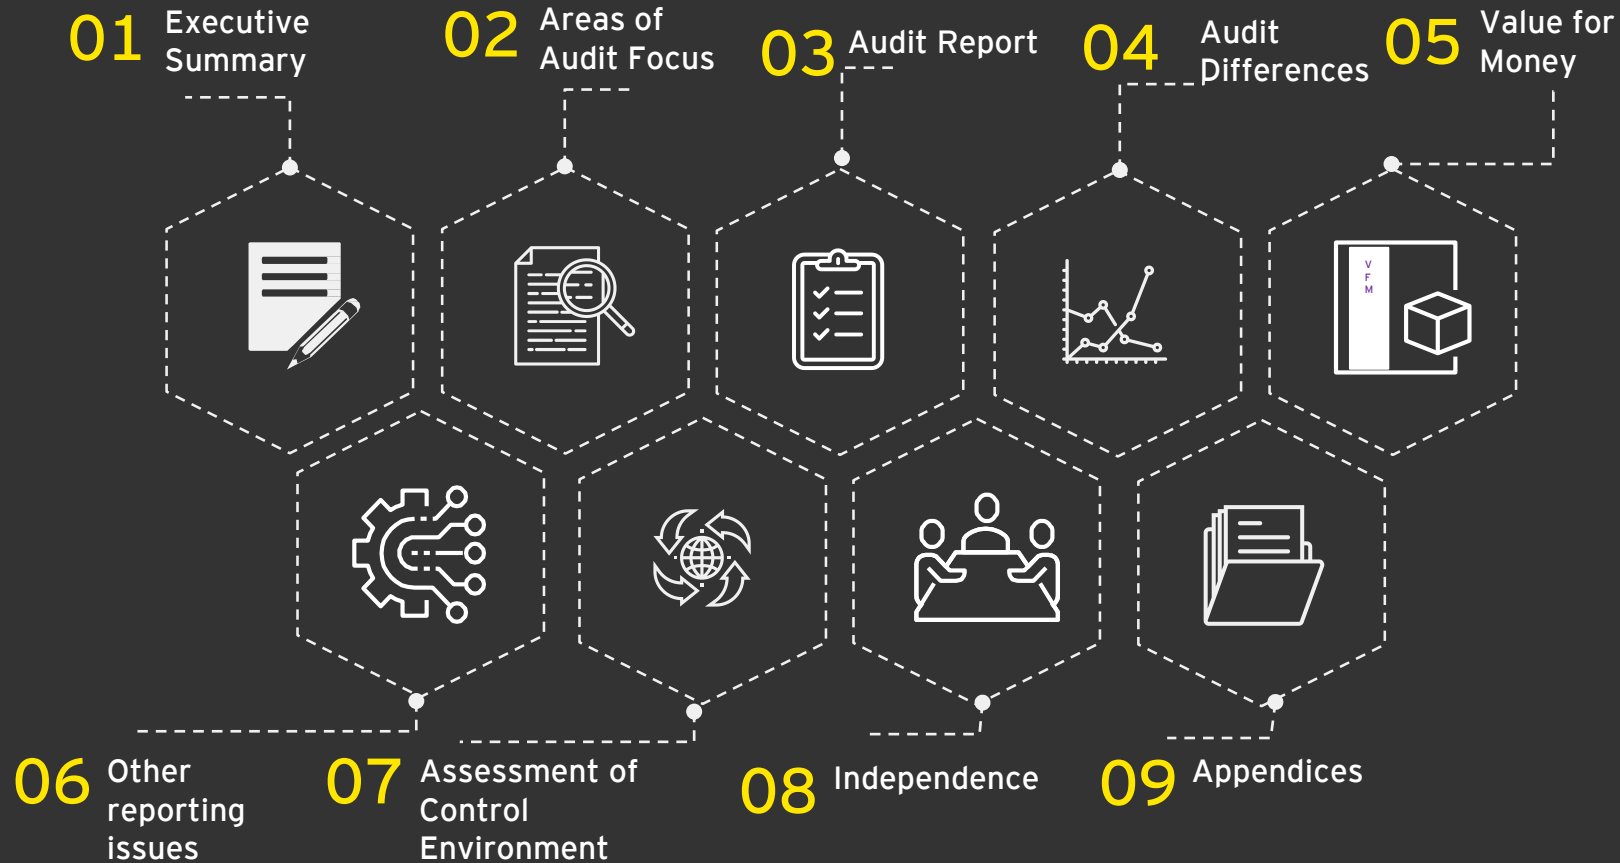 01 Executive
Summary
02 Areas of
Audit Focus
03 Audit Report
04 Audit
Differences
05 Value for
Money
V
F
M
06 Other
reporting
issues
07 Assessment of
Control
Environment
08 Independence
09 Appendices